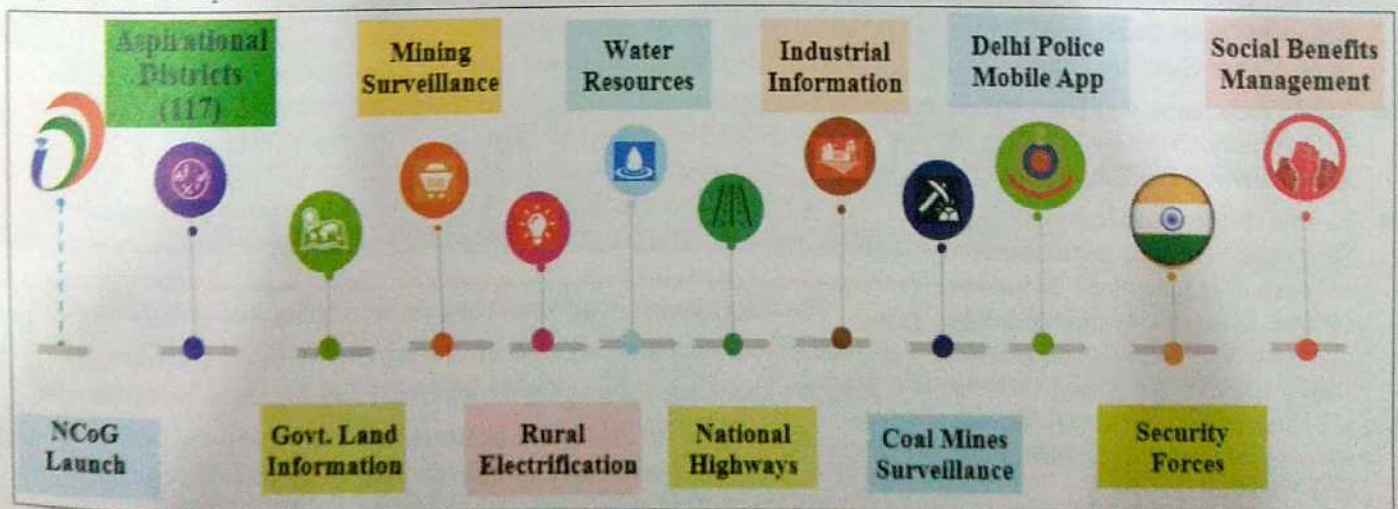 Aspirational
Districts
(117)
Mining
Surveillance
Water
Resources
Industrial
Information
Delhi Police
Mobile App
Social Benefits
Management
NCoG
Launch
Govt. Land
Information
Rural
Electrification
National
Highways
Coal Mines
Surveillance
Security
Forces